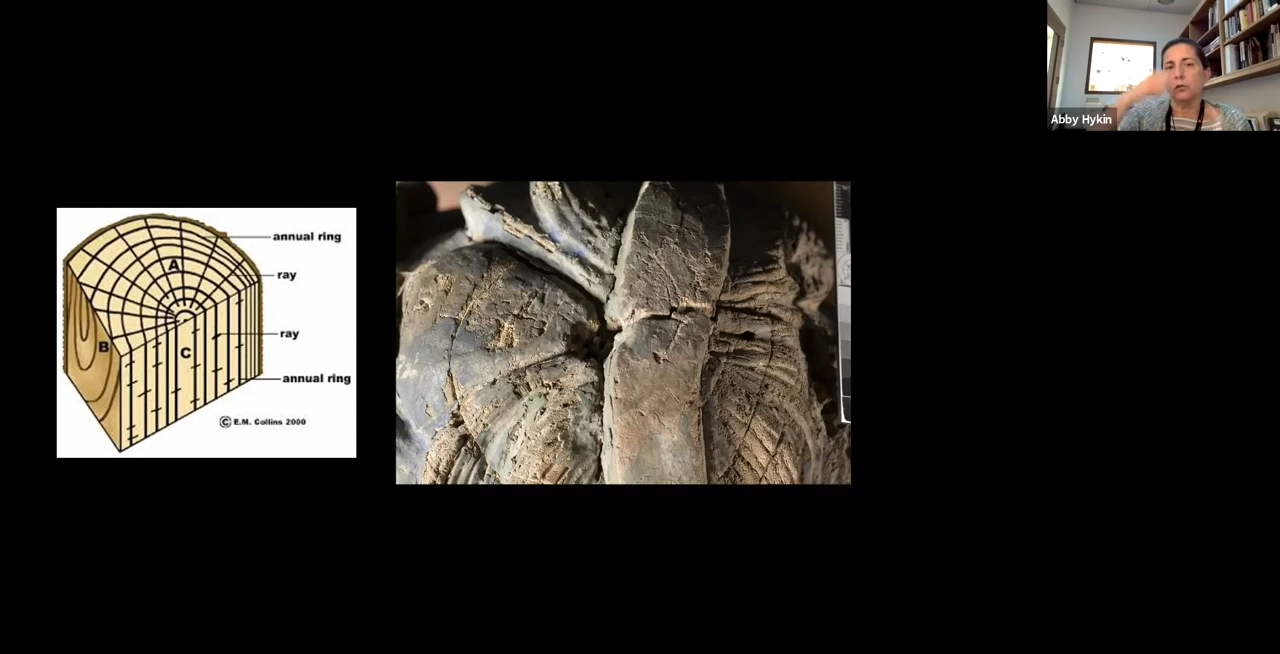 Abby Hykin
annual ring
A
ray
ray
B
C
annual ring
© E.M. Collins 2000